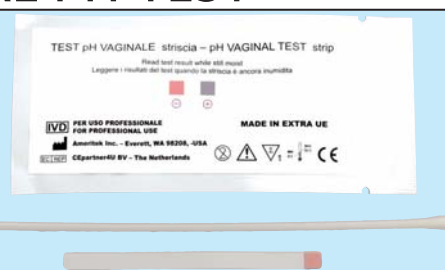 TEST pH VAGINALE striscia – pH VAGINAL TEST strip
Read test result while still moist
Leggere i risultati del test quando la striscia è ancora inumidita
IVD PER USO PROFESSIONALE
FOR PROFESSIONAL USE
MADE IN EXTRA UE
Ameritek Inc. – Everett, WA 98208, -USA
EC REP CEpartner4U BV – The Netherlands
CE